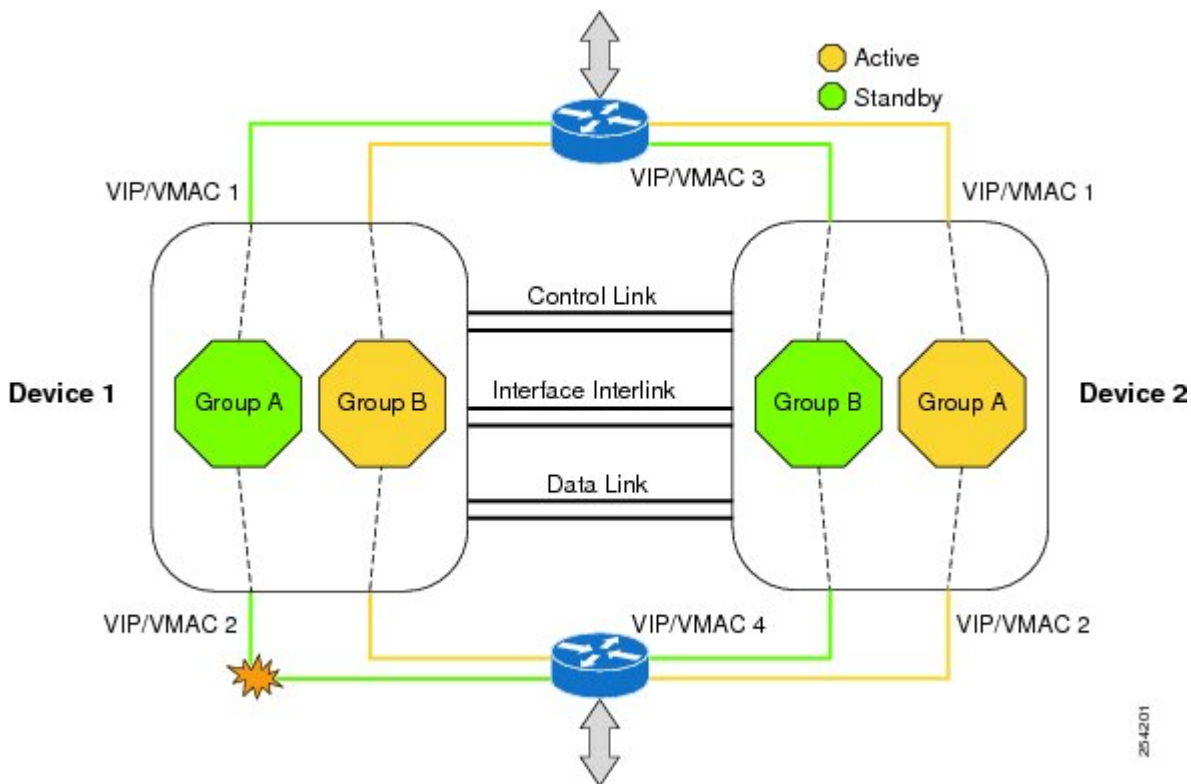 Active
Standby
VIP/VMAC 1
VIP/VMAC 3
VIP/VMAC 1
Control Link
Device 1
Group A
Group B
Interface Interlink
Group B
Group A
Device 2
Data Link
VIP/VMAC 2
VIP/VMAC 4
VIP/VMAC 2
254201